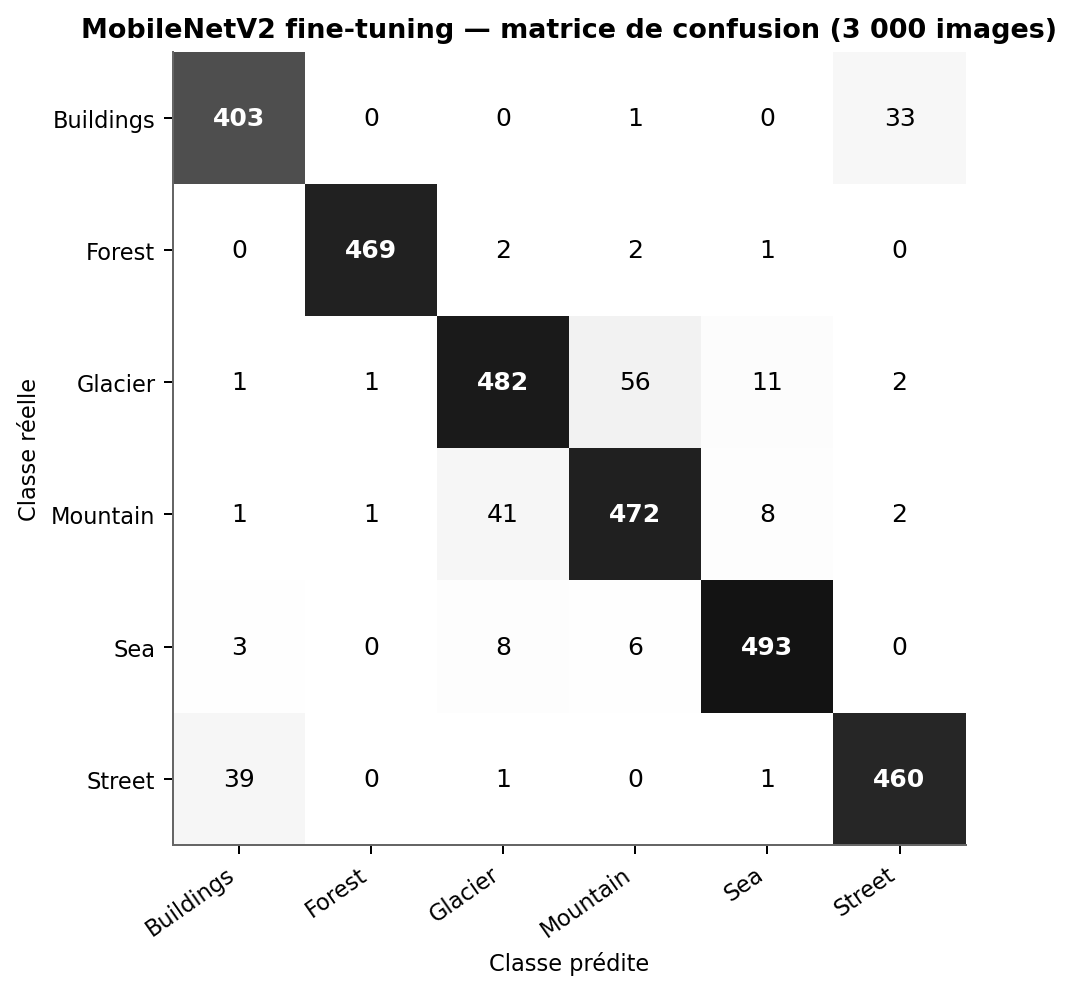 MobileNetV2 fine-tuning — matrice de confusion (3 000 images)
Buildings 403 0 0 1 0 33
Forest 0 469 2 2 1 0
Glacier 1 1 482 56 11 2
Mountain 1 1 41 472 8 2
Sea 3 0 8 6 493 0
Street 39 0 1 0 1 460
Classe réelle
Buildings Forest Glacier Mountain Sea Street
Classe prédite